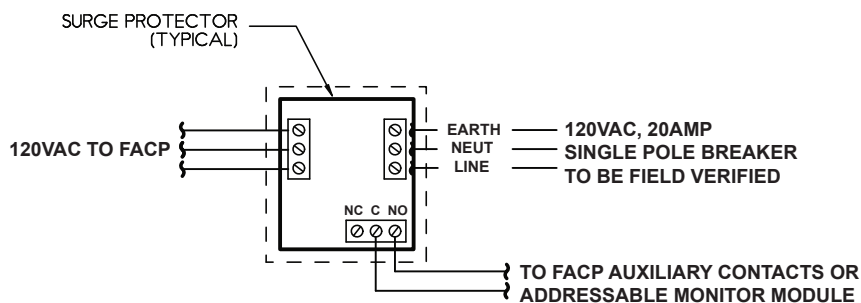 SURGE PROTECTOR
(TYPICAL)
120VAC TO FACP
EARTH
NEUT
LINE
120VAC, 20AMP
SINGLE POLE BREAKER
TO BE FIELD VERIFIED
NC C NO
TO FACP AUXILIARY CONTACTS OR
ADDRESSABLE MONITOR MODULE